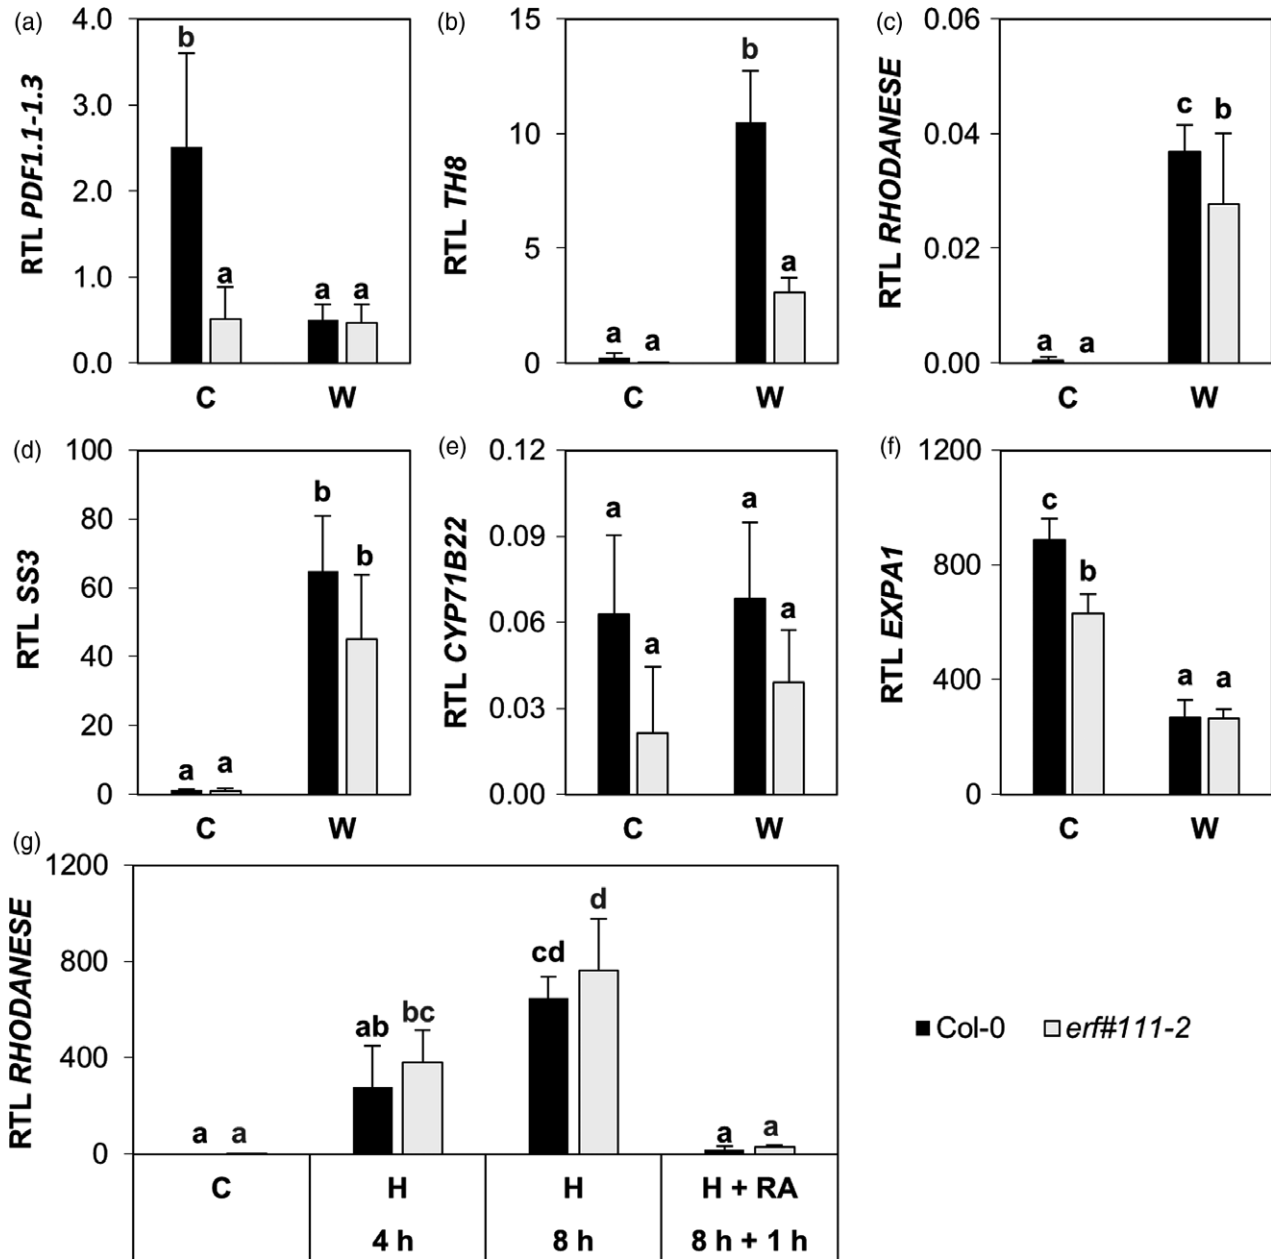 (a)
RTL PDF1.1-1.3
4.0
3.0
2.0
1.0
0.0
b
a
a
a
C
W
(b)
RTL TH8
15
10
5
0
a
a
b
a
C
W
(c)
RTL RHODANESE
0.06
0.04
0.02
0.00
a
a
c
b
C
W
(d)
RTL SS3
100
80
60
40
20
0
a
a
b
b
C
W
(e)
RTL CYP71B22
0.12
0.09
0.06
0.03
0.00
a
a
a
a
C
W
(f)
RTL EXPA1
1200
800
400
0
c
b
a
a
C
W
(g)
RTL RHODANESE
1200
800
400
0
a
a
ab
bc
cd
d
a
a
C
H
H
H + RA
4 h
8 h
8 h + 1 h
Col-0
erf#111-2